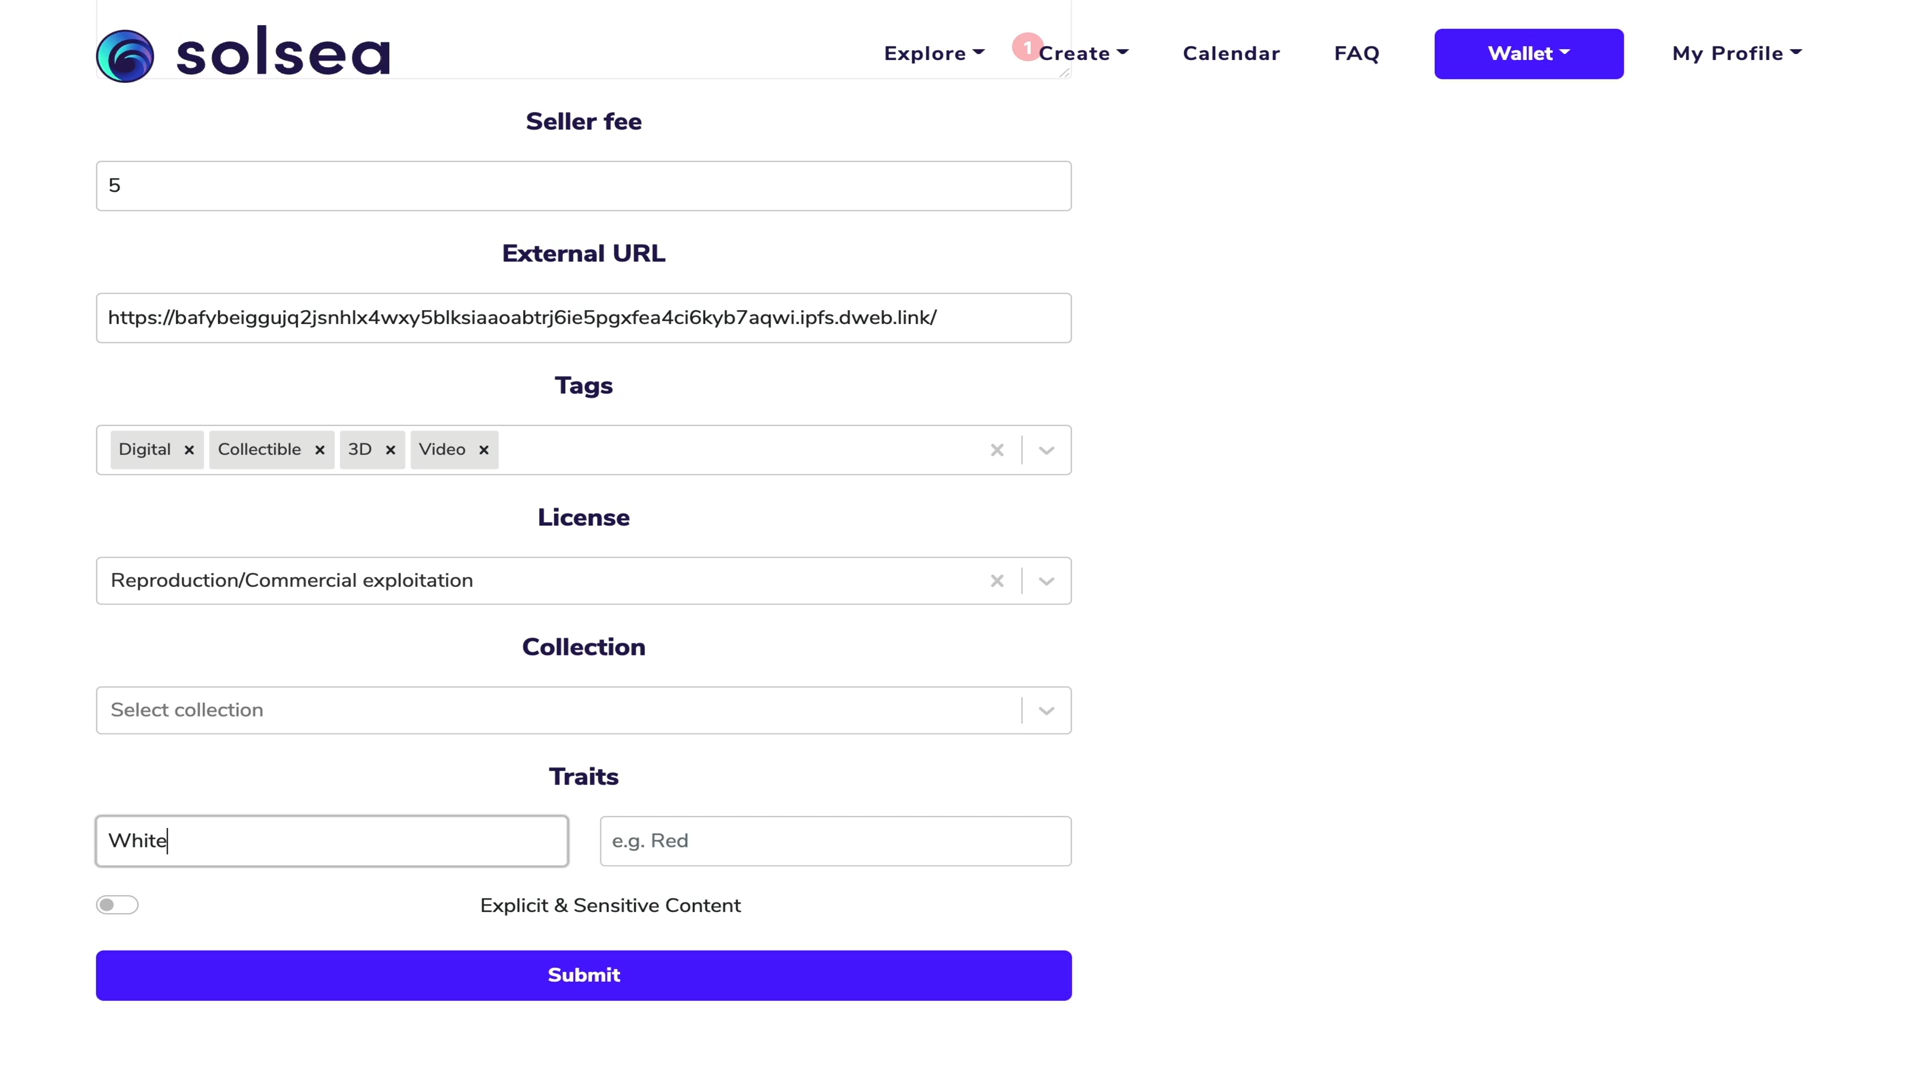 solsea
Explore
1
Create
Calendar
FAQ
Wallet
My Profile
Seller fee
5
External URL
https://bafybeiggujq2jsnhlx4wxy5blksiaaoabtrj6ie5pgxfea4ci6kyb7aqwi.ipfs.dweb.link/
Tags
Digital × Collectible × 3D × Video ×
License
Reproduction/Commercial exploitation
Collection
Select collection
Traits
White
e.g. Red
Explicit & Sensitive Content
Submit